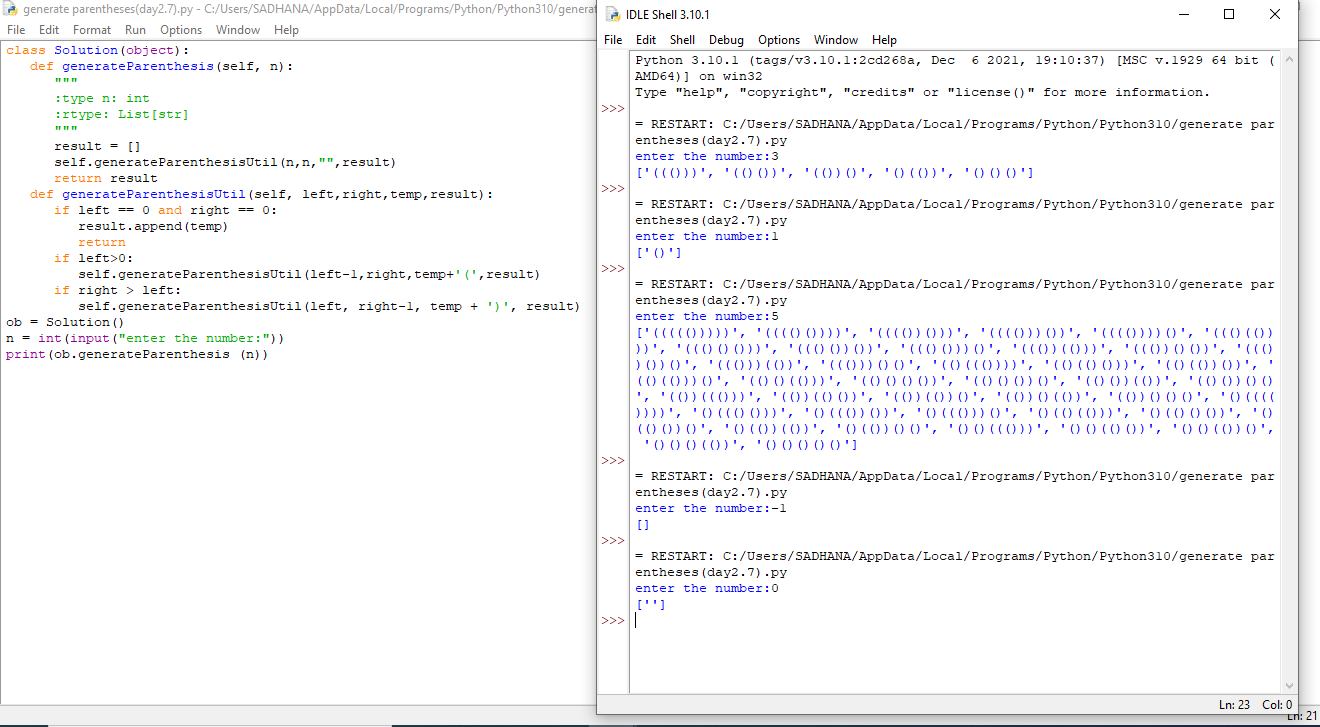 generate parentheses(day2.7).py - C:/Users/SADHANA/AppData/Local/Programs/Python/Python310/generat
File Edit Format Run Options Window Help
class Solution(object):
   def generateParenthesis(self, n):
      """
      :type n: int
      :rtype: List[str]
      """
      result = []
      self.generateParenthesisUtil(n,n,"",result)
      return result
   def generateParenthesisUtil(self, left,right,temp,result):
      if left == 0 and right == 0:
         result.append(temp)
         return
      if left>0:
         self.generateParenthesisUtil(left-1,right,temp+'(',result)
      if right > left:
         self.generateParenthesisUtil(left, right-1, temp + ')', result)
ob = Solution()
n = int(input("enter the number:"))
print(ob.generateParenthesis (n))
IDLE Shell 3.10.1
File Edit Shell Debug Options Window Help
Python 3.10.1 (tags/v3.10.1:2cd268a, Dec  6 2021, 19:10:37) [MSC v.1929 64 bit (
AMD64)] on win32
Type "help", "copyright", "credits" or "license()" for more information.
>>>
= RESTART: C:/Users/SADHANA/AppData/Local/Programs/Python/Python310/generate par
entheses(day2.7).py
enter the number:3
['((()))', '(()())', '(())()', '()(())', '()()()']
>>>
= RESTART: C:/Users/SADHANA/AppData/Local/Programs/Python/Python310/generate par
entheses(day2.7).py
enter the number:1
['()']
>>>
= RESTART: C:/Users/SADHANA/AppData/Local/Programs/Python/Python310/generate par
entheses(day2.7).py
enter the number:5
['((((()))))', '(((()())))', '(((())()))', '(((()))())', '(((())))()', '((()(())
))', '((()()()))', '((()())())', '((()()))()', '((())(()))', '((())()())', '((()
)())()', '((()))(())', '((()))()()', '(()((())))', '(()(()()))', '(()(())())', '
(()(()))()', '(()()(()))', '(()()()())', '(()()())()', '(()())(())', '(()())()()
', '(())((()))', '(())(()())', '(())(())()', '(())()(())', '(())()()()', '()((((
))))', '()((()()))', '()((())())', '()((()))()', '()(()(()))', '()(()()())', '()
(()())()', '()(())(())', '()(())()()', '()()((()))', '()()(()())', '()()(())()',
 '()()()(())', '()()()()()']
>>>
= RESTART: C:/Users/SADHANA/AppData/Local/Programs/Python/Python310/generate par
entheses(day2.7).py
enter the number:-1
[]
>>>
= RESTART: C:/Users/SADHANA/AppData/Local/Programs/Python/Python310/generate par
entheses(day2.7).py
enter the number:0
['']
>>>
Ln: 23 Col: 0
Ln: 21